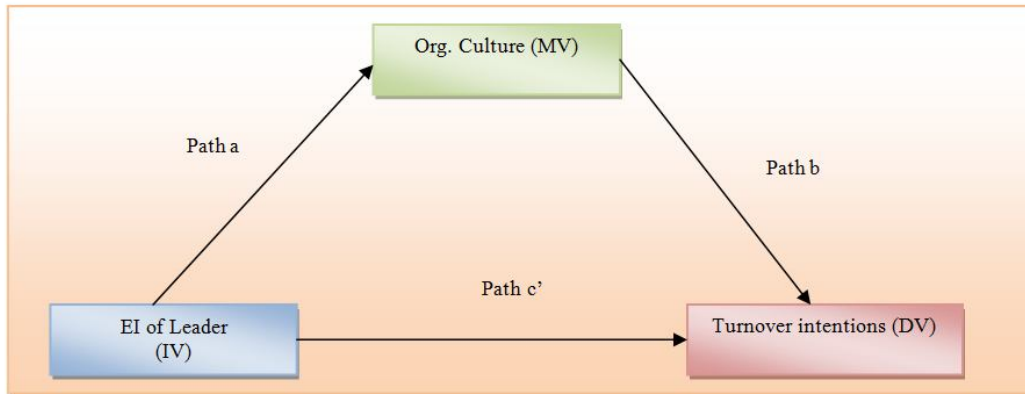 Org. Culture (MV)
Path a
Path b
Path c’
EI of Leader
(IV)
Turnover intentions (DV)